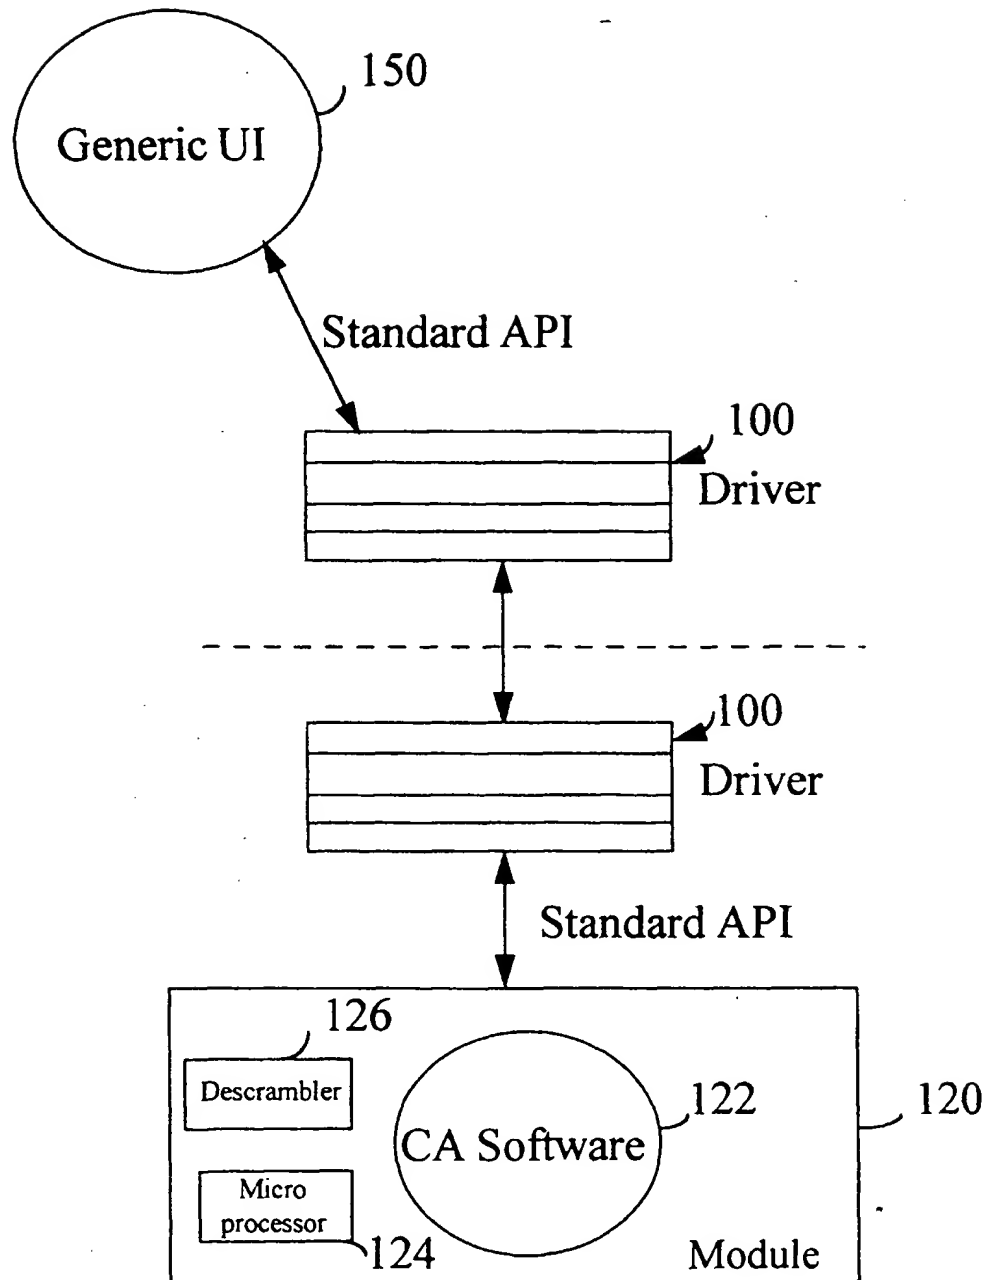 150
Generic UI
Standard API
100
Driver
100
Driver
Standard API
126
Descrambler
122
120
CA Software
Micro
processor
124
Module